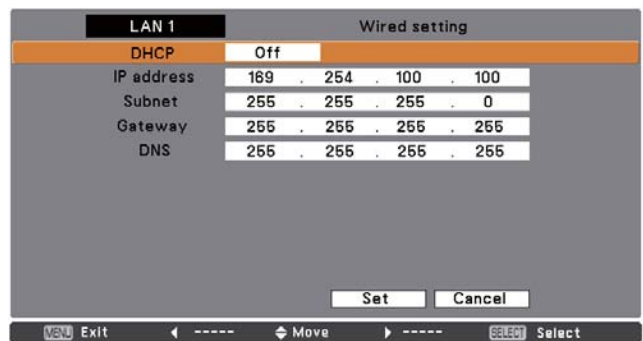 LAN 1 Wired setting
DHCP Off
IP address 169 . 254 . 100 . 100
Subnet 255 . 255 . 255 . 0
Gateway 255 . 255 . 255 . 255
DNS 255 . 255 . 255 . 255
Set Cancel
MENU Exit ◀ ----- ◆ Move ▶ ----- SELECT Select